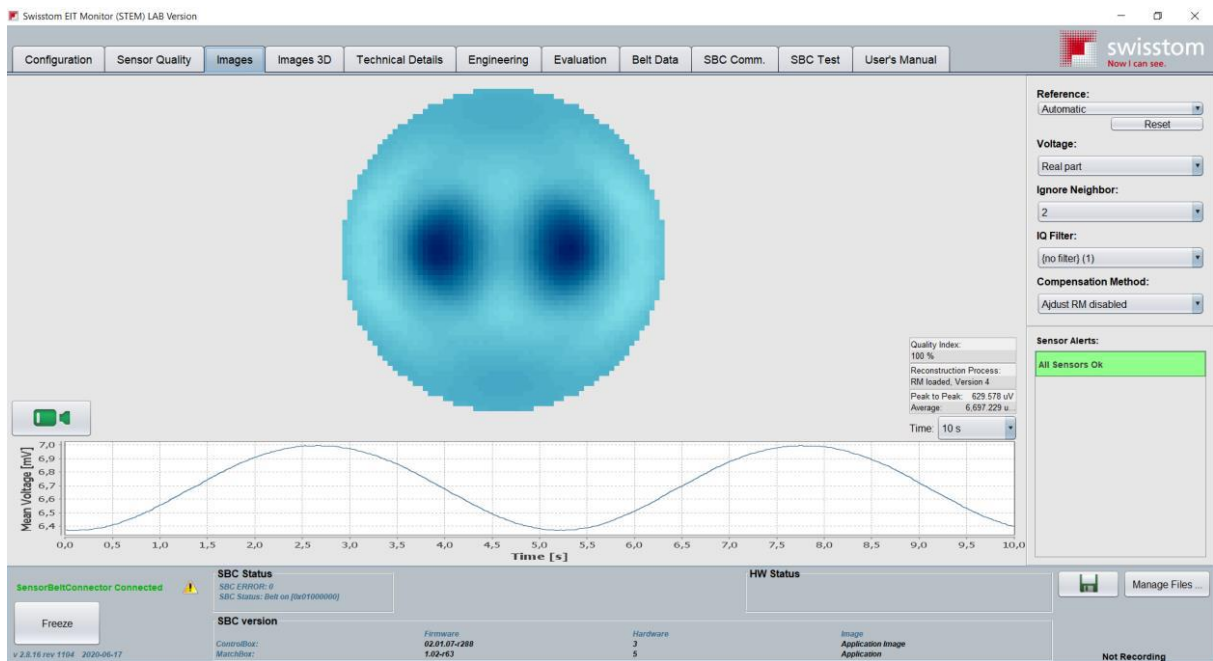 Swisstom EIT Monitor (STEM) LAB Version
Configuration Sensor Quality Images Images 3D Technical Details Engineering Evaluation Belt Data SBC Comm. SBC Test User's Manual
swisstom
Now I can see.
Reference:
Automatic
Reset
Voltage:
Real part
Ignore Neighbor:
2
IQ Filter:
{no filter} (1)
Compensation Method:
Ajdust RM disabled
Sensor Alerts:
All Sensors Ok
Quality Index:
100 %
Reconstruction Process:
RM loaded, Version 4
Peak to Peak: 629.578 uV
Average: 6,697.229 u...
Time: 10 s
Mean Voltage [mV]
7,0
6,9
6,8
6,7
6,6
6,5
6,4
0,0 0,5 1,0 1,5 2,0 2,5 3,0 3,5 4,0 4,5 5,0 5,5 6,0 6,5 7,0 7,5 8,0 8,5 9,0 9,5 10,0
Time [s]
SensorBeltConnector Connected
Freeze
v 2.8.16 rev 1104 2020-06-17
SBC Status
SBC ERROR: 0
SBC Status: Belt on [0x01000000]
HW Status
SBC version
Firmware Hardware Image
ControlBox: 02.01.07-r288 3 Application Image
MatchBox: 1.02-r63 5 Application
Manage Files ...
Not Recording